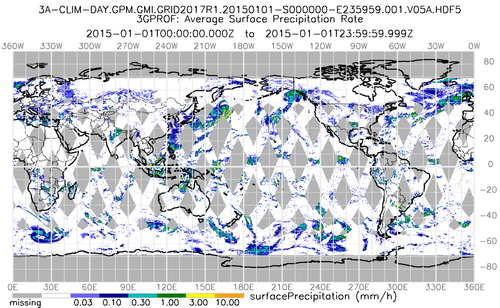 3A-CLIM-DAY.GPM.GMI.GRID2017R1.20150101-S000000-E235959.001.V05A.HDF5
3GPROF: Average Surface Precipitation Rate
2015-01-01T00:00:00.000Z to 2015-01-01T23:59:59.999Z
360W 330W 300W 270W 240W 210W 180W 150W 120W 90W 60W 30W 0W
80
60
40
20
0
−20
−40
−60
−80
0E 30E 60E 90E 120E 150E 180E 210E 240E 270E 300E 330E 360E
missing 0.03 0.10 0.30 1.00 3.00 10.00 surfacePrecipitation (mm/h)